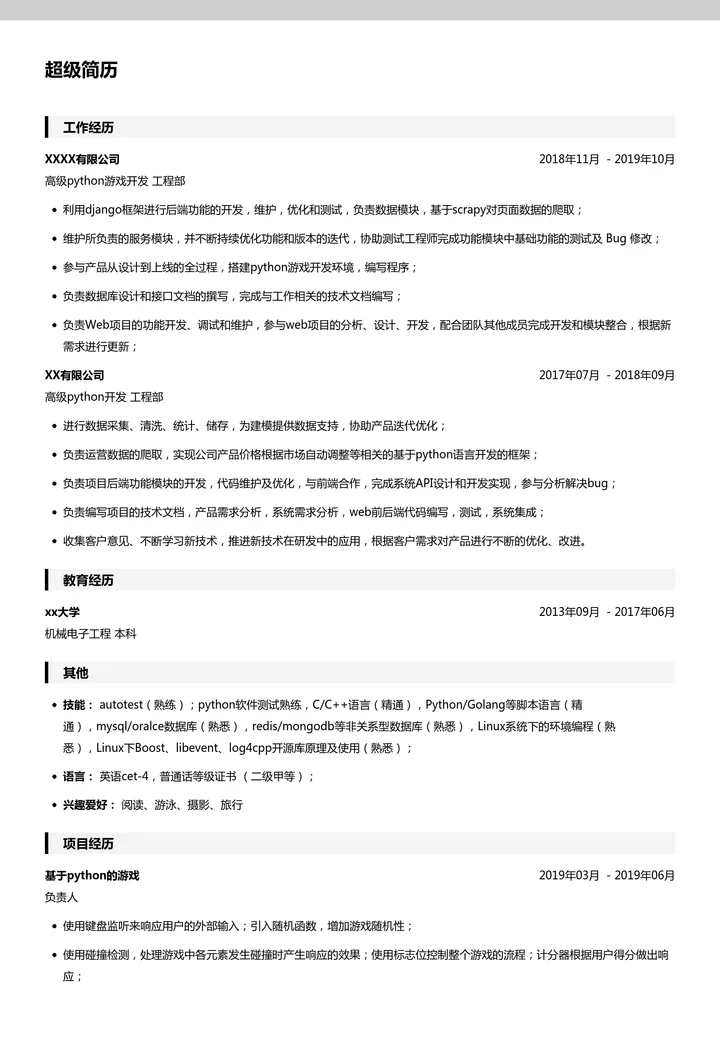 超级简历
工作经历
XXXX有限公司 2018年11月 - 2019年10月
高级python游戏开发 工程部
• 利用django框架进行后端功能的开发，维护，优化和测试，负责数据模块，基于scrapy对页面数据的爬取；
• 维护所负责的服务模块，并不断持续优化功能和版本的迭代，协助测试工程师完成功能模块中基础功能的测试及 Bug 修改；
• 参与产品从设计到上线的全过程，搭建python游戏开发环境，编写程序；
• 负责数据库设计和接口文档的撰写，完成与工作相关的技术文档编写；
• 负责Web项目的功能开发、调试和维护，参与web项目的分析、设计、开发，配合团队其他成员完成开发和模块整合，根据新
需求进行更新；
XX有限公司 2017年07月 - 2018年09月
高级python开发 工程部
• 进行数据采集、清洗、统计、储存，为建模提供数据支持，协助产品迭代优化；
• 负责运营数据的爬取，实现公司产品价格根据市场自动调整等相关的基于python语言开发的框架；
• 负责项目后端功能模块的开发，代码维护及优化，与前端合作，完成系统API设计和开发实现，参与分析解决bug；
• 负责编写项目的技术文档，产品需求分析，系统需求分析，web前后端代码编写，测试，系统集成；
• 收集客户意见、不断学习新技术，推进新技术在研发中的应用，根据客户需求对产品进行不断的优化、改进。
教育经历
xx大学 2013年09月 - 2017年06月
机械电子工程 本科
其他
• 技能： autotest（熟练）；python软件测试熟练，C/C++语言（精通），Python/Golang等脚本语言（精
通），mysql/oralce数据库（熟悉），redis/mongodb等非关系型数据库（熟悉），Linux系统下的环境编程（熟
悉），Linux下Boost、libevent、log4cpp开源库原理及使用（熟悉）；
• 语言： 英语cet-4，普通话等级证书 （二级甲等）；
• 兴趣爱好： 阅读、游泳、摄影、旅行
项目经历
基于python的游戏 2019年03月 - 2019年06月
负责人
• 使用键盘监听来响应用户的外部输入；引入随机函数，增加游戏随机性；
• 使用碰撞检测，处理游戏中各元素发生碰撞时产生响应的效果；使用标志位控制整个游戏的流程；计分器根据用户得分做出响
应；